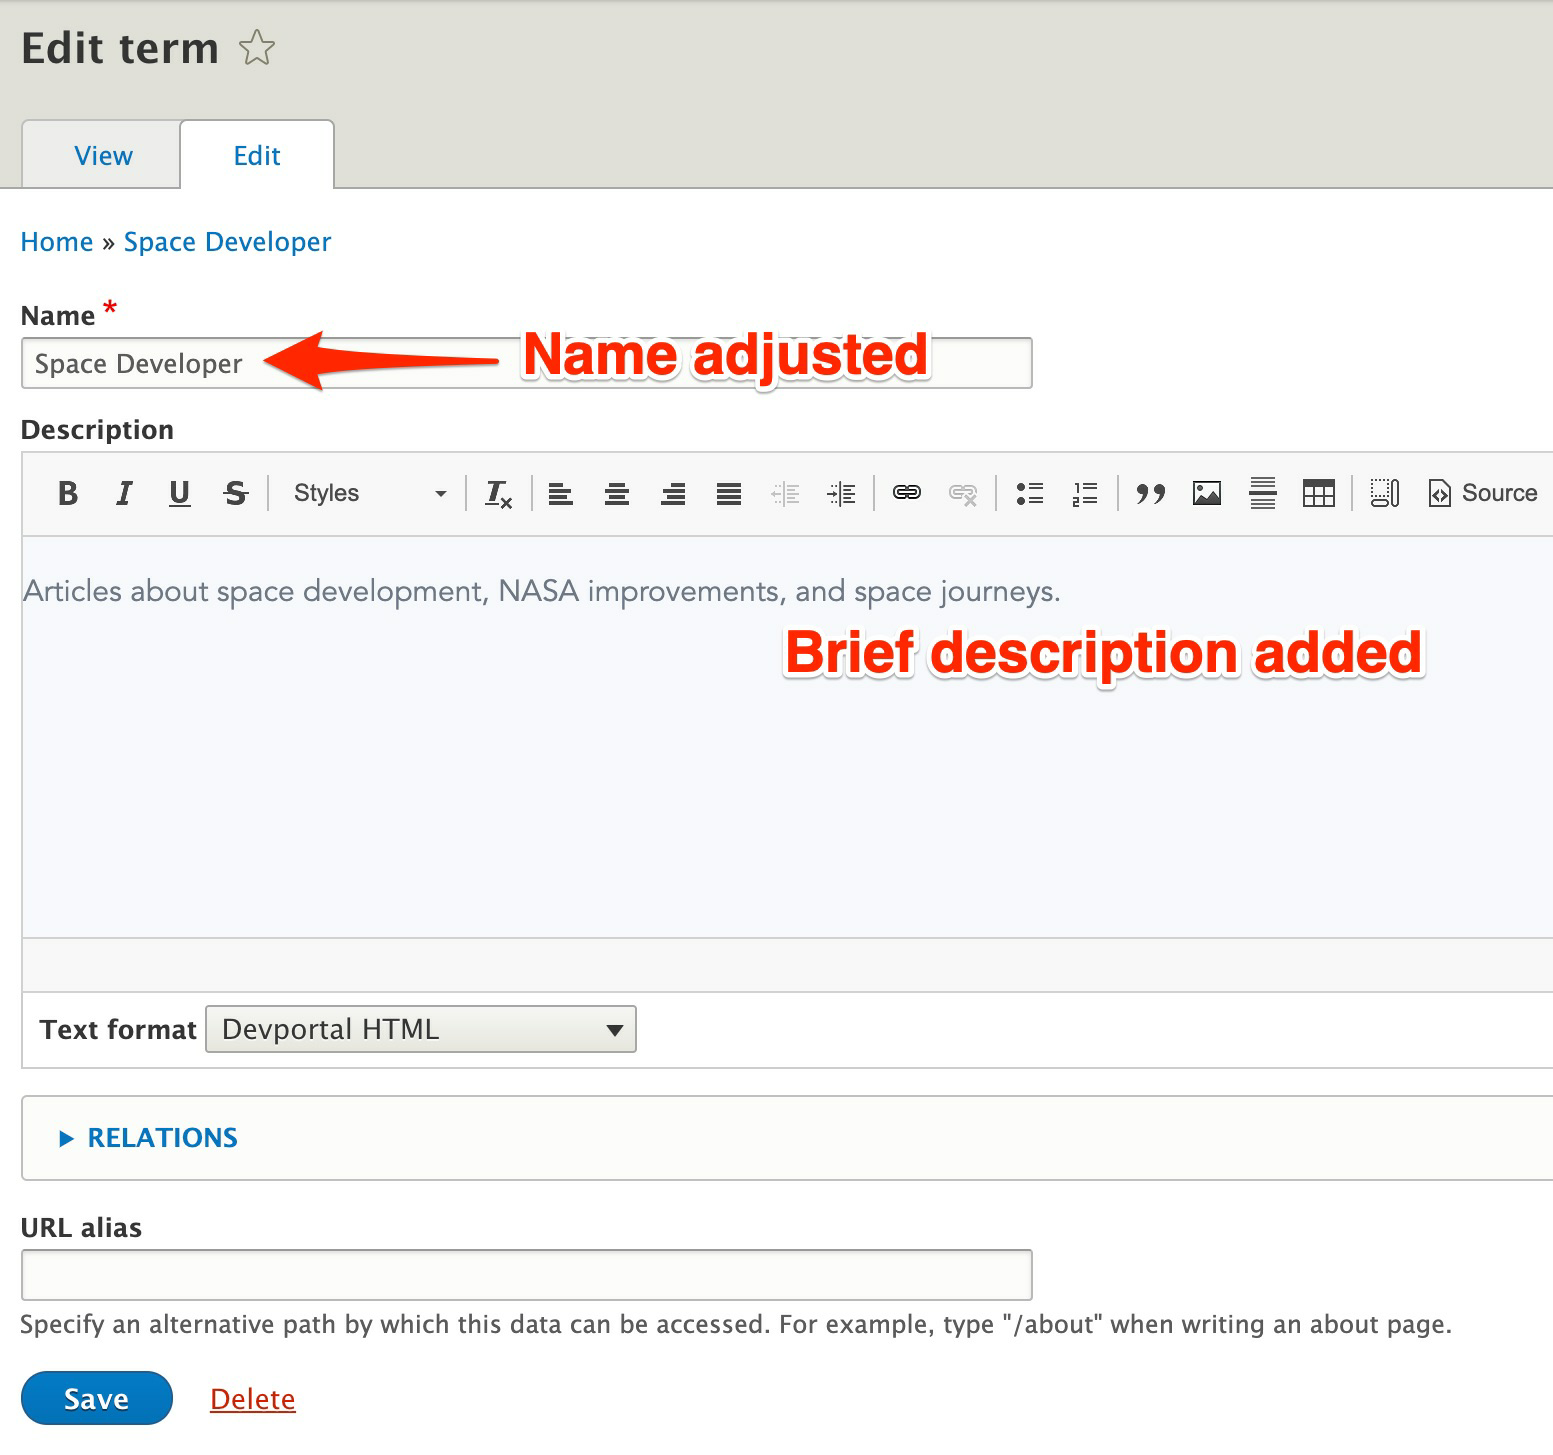 Edit term
View Edit
Home » Space Developer
Name *
Space Developer Name adjusted
Description
B I U S Styles Tx Source
Articles about space development, NASA improvements, and space journeys.
Brief description added
Text format Devportal HTML
RELATIONS
URL alias
Specify an alternative path by which this data can be accessed. For example, type "/about" when writing an about page.
Save Delete